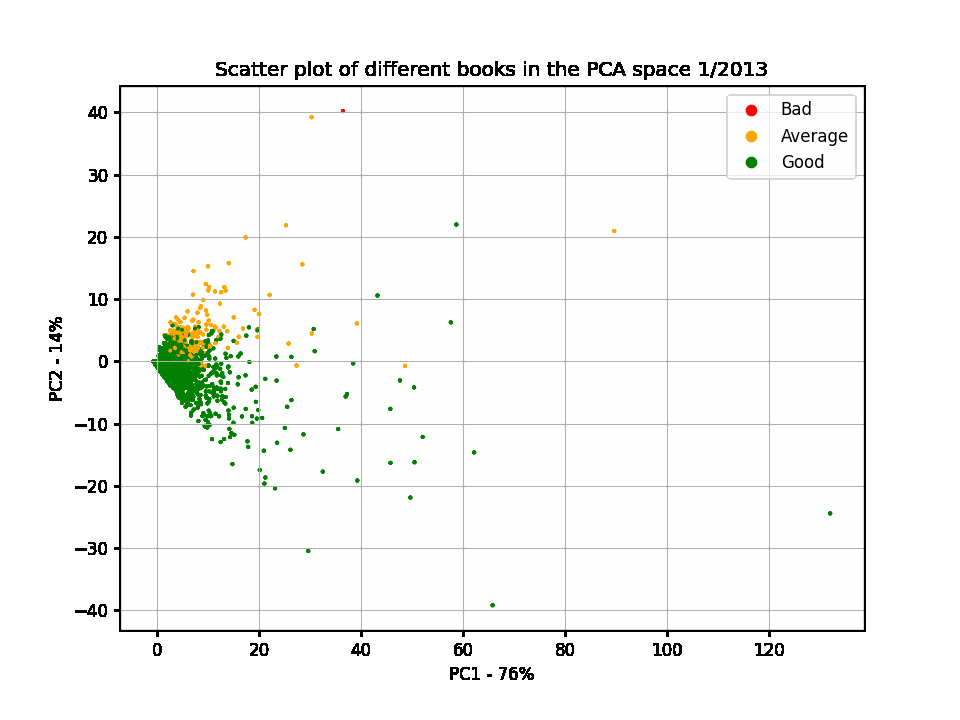 Scatter plot of different books in the PCA space 1/2013
Bad
Average
Good
40
30
20
10
0
−10
−20
−30
−40
PC2 - 14%
0 20 40 60 80 100 120
PC1 - 76%